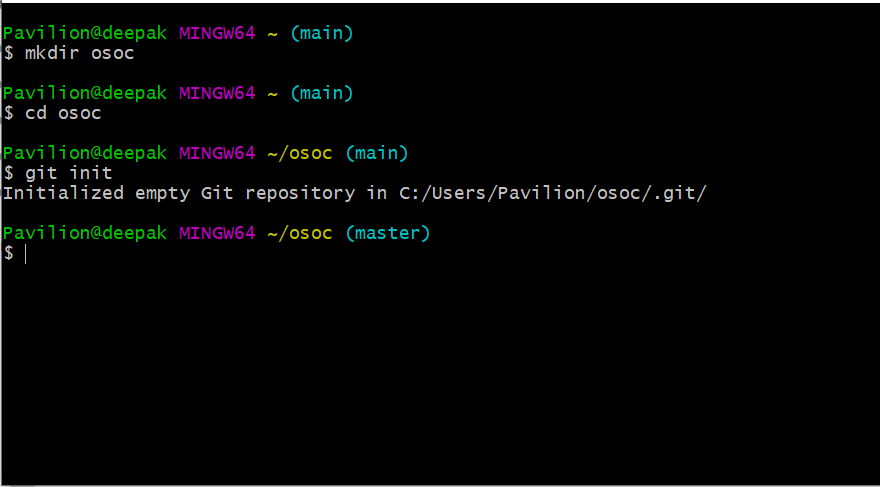 Pavilion@deepak MINGW64 ~ (main)
$ mkdir osoc
Pavilion@deepak MINGW64 ~ (main)
$ cd osoc
Pavilion@deepak MINGW64 ~/osoc (main)
$ git init
Initialized empty Git repository in C:/Users/Pavilion/osoc/.git/
Pavilion@deepak MINGW64 ~/osoc (master)
$